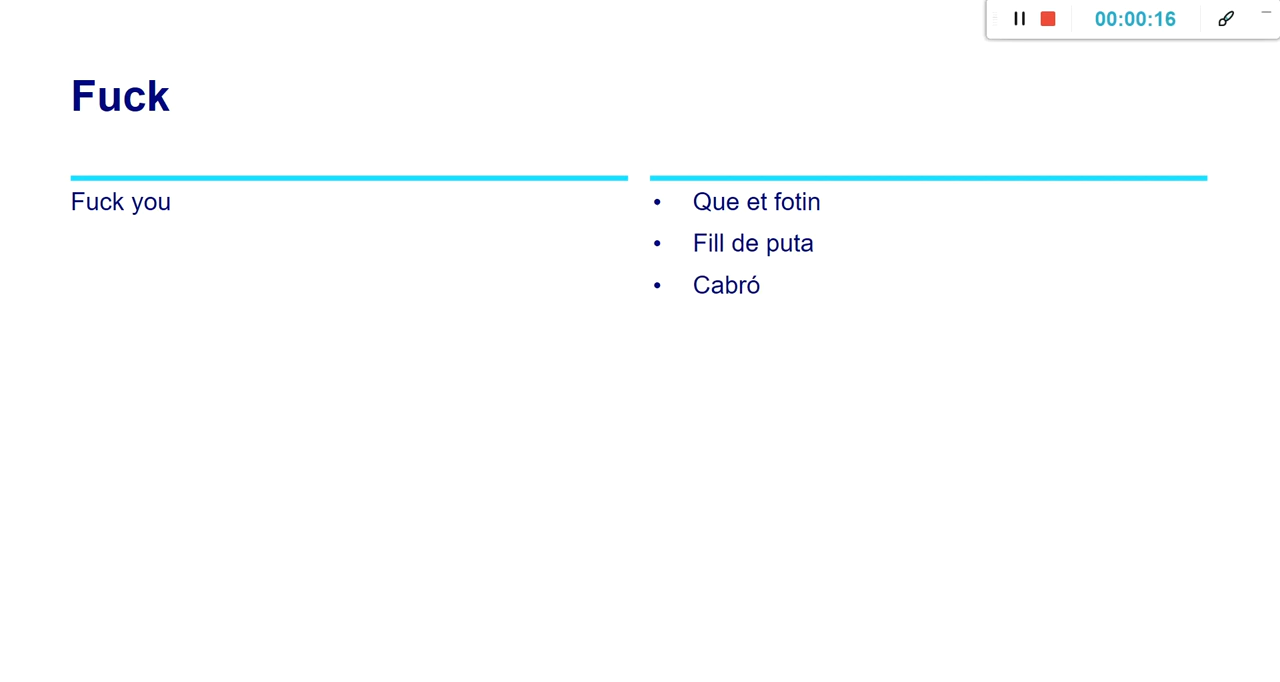 00:00:16
Fuck
Fuck you
• Que et fotin
• Fill de puta
• Cabró